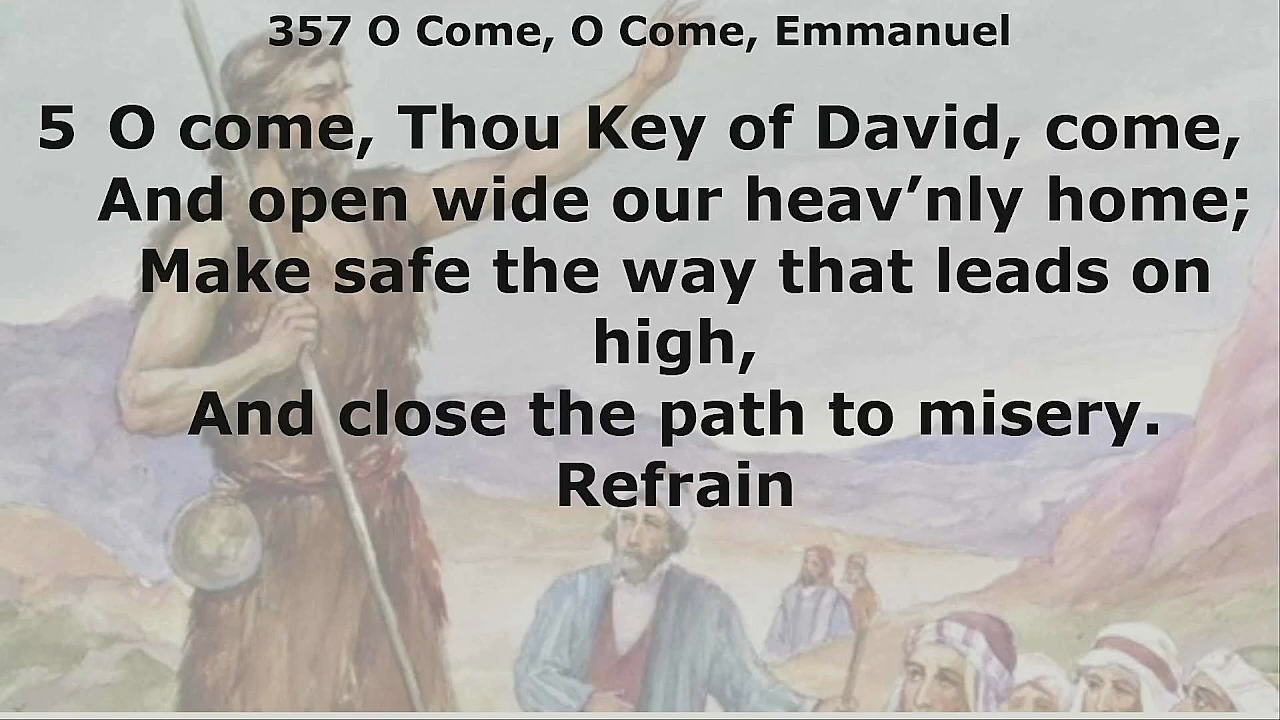 357 O Come, O Come, Emmanuel
5 O come, Thou Key of David, come,
And open wide our heav’nly home;
Make safe the way that leads on
high,
And close the path to misery.
Refrain